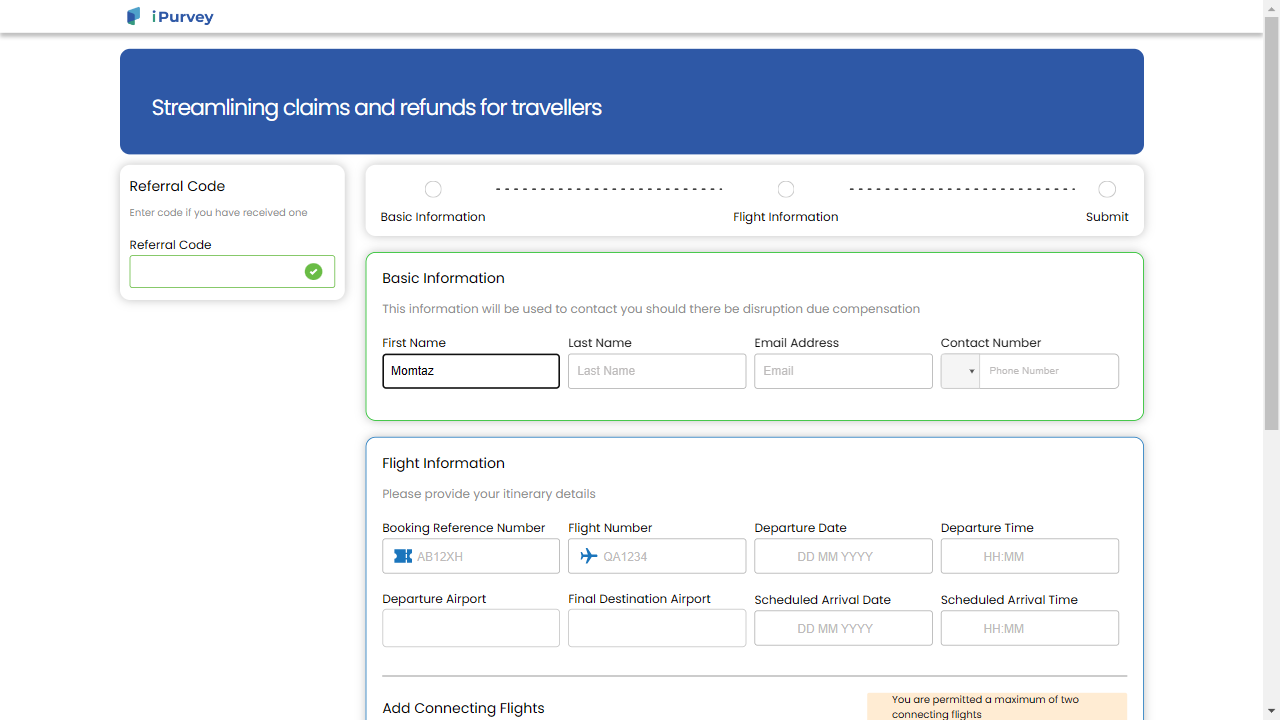 iPurvey
Streamlining claims and refunds for travellers
Referral Code
Enter code if you have received one
Referral Code
Basic Information
Flight Information
Submit
Basic Information
This information will be used to contact you should there be disruption due compensation
First Name
Last Name
Email Address
Contact Number
Momtaz
Last Name
Email
Phone Number
Flight Information
Please provide your itinerary details
Booking Reference Number
Flight Number
Departure Date
Departure Time
AB12XH
QA1234
DD MM YYYY
HH:MM
Departure Airport
Final Destination Airport
Scheduled Arrival Date
Scheduled Arrival Time
DD MM YYYY
HH:MM
Add Connecting Flights
You are permitted a maximum of two
connecting flights